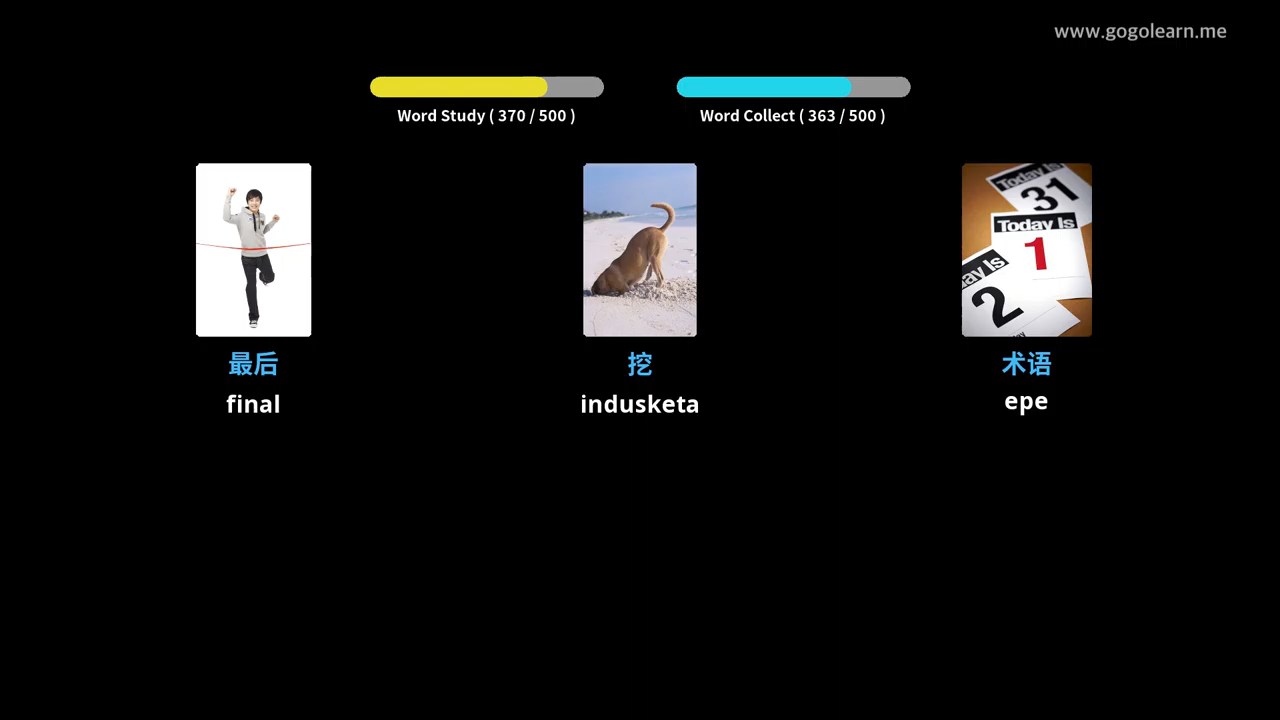 www.gogolearn.me
Word Study ( 370 / 500 )
Word Collect ( 363 / 500 )
Today Is
31
Today Is
1
ay Is
2
最后
挖
术语
final
indusketa
epe